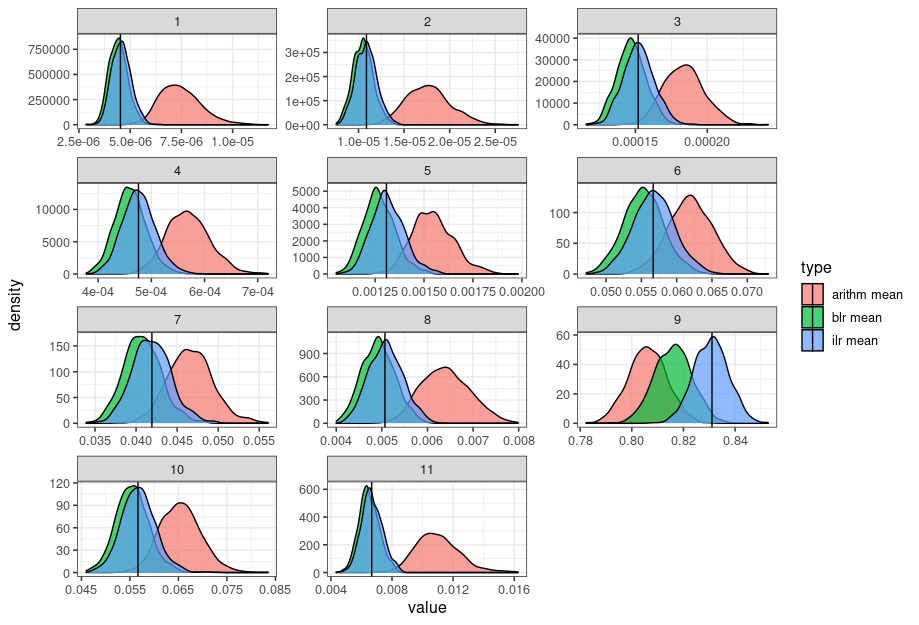 1 2 3
750000
500000
250000
0
3e+05
2e+05
1e+05
0e+00
40000
30000
20000
10000
0
2.5e-06 5.0e-06 7.5e-06 1.0e-05
1.0e-05 1.5e-05 2.0e-05 2.5e-05
0.00015 0.00020
4 5 6
10000
5000
0
5000
4000
3000
2000
1000
0
100
50
0
4e-04 5e-04 6e-04 7e-04
0.00125 0.00150 0.00175 0.00200
0.050 0.055 0.060 0.065 0.070
7 8 9
150
100
50
0
900
600
300
0
60
40
20
0
0.035 0.040 0.045 0.050 0.055
0.004 0.005 0.006 0.007 0.008
0.78 0.80 0.82 0.84
10 11
120
90
60
30
0
600
400
200
0
0.045 0.055 0.065 0.075 0.085
0.004 0.008 0.012 0.016
density
value
type
arithm mean
blr mean
ilr mean